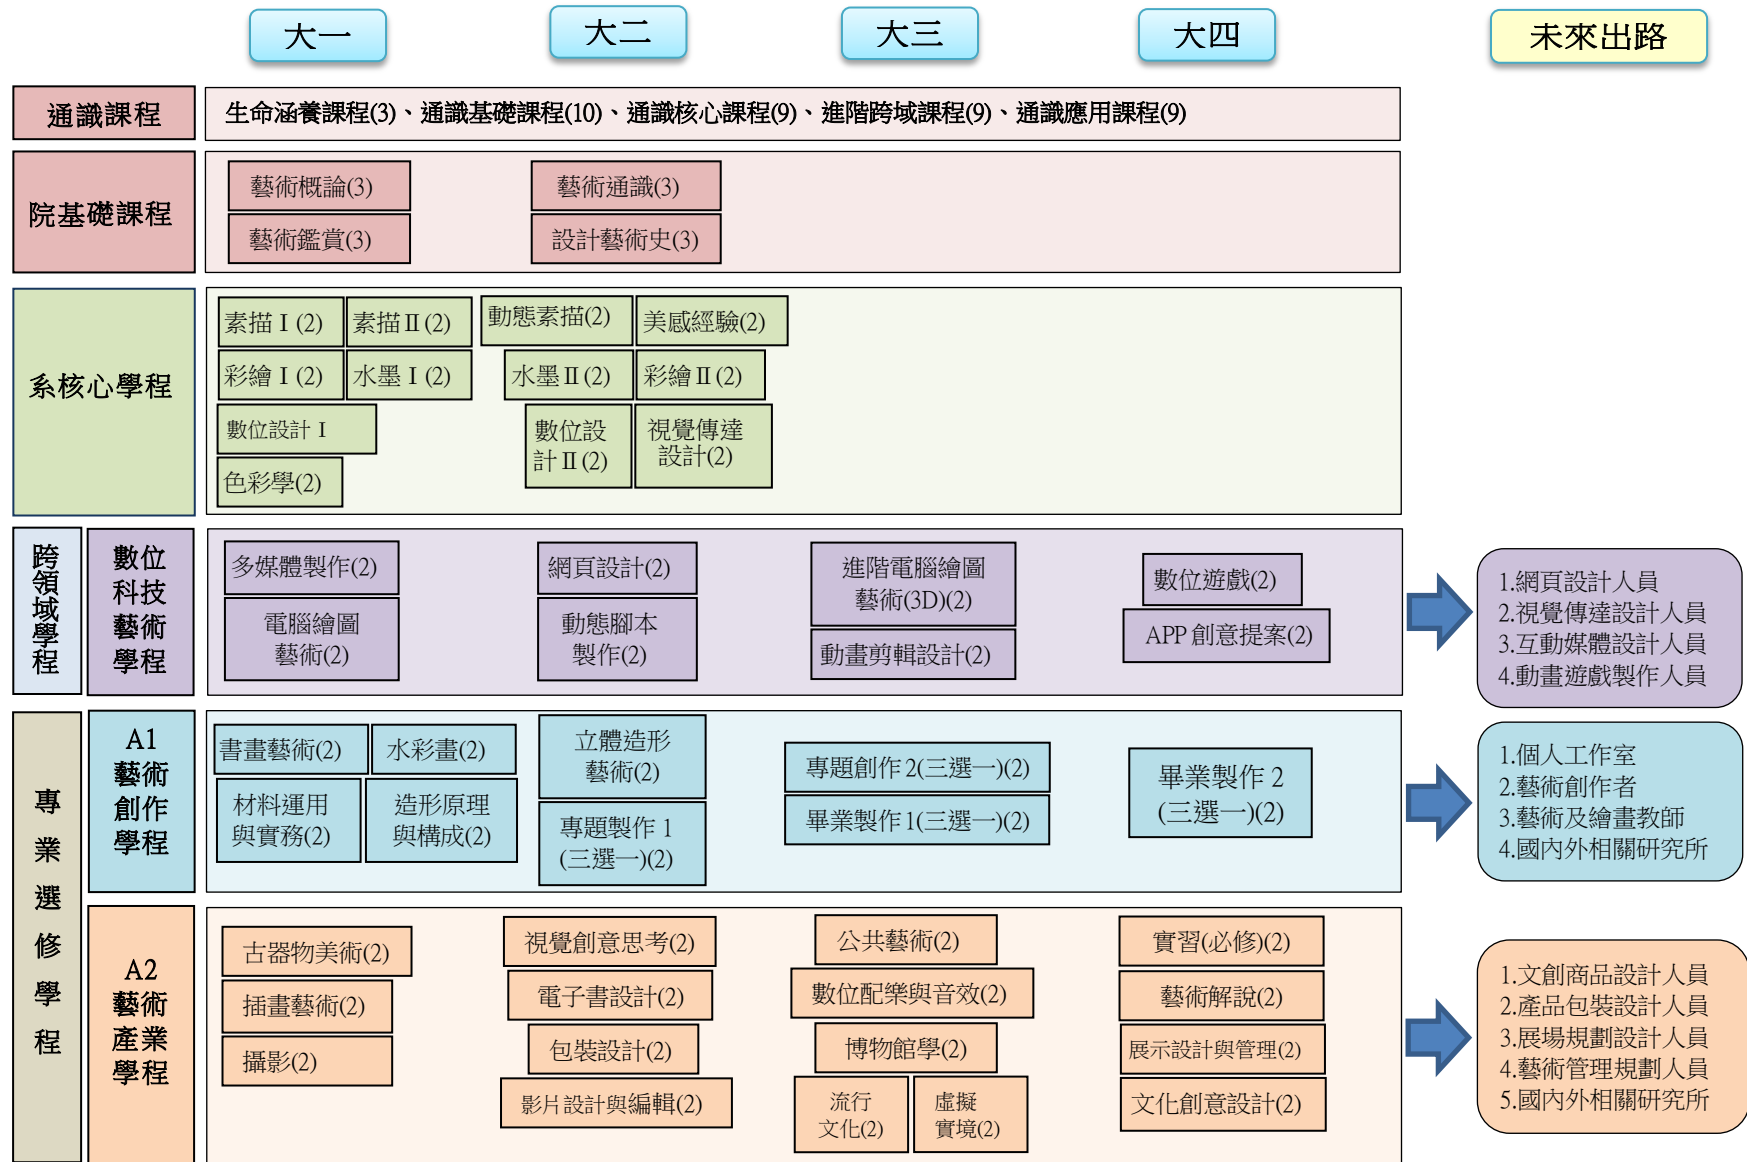 大一
大二
大三
大四
未來出路
通識課程
生命涵養課程(3)、通識基礎課程(10)、通識核心課程(9)、進階跨域課程(9)、通識應用課程(9)
院基礎課程
藝術概論(3)
藝術通識(3)
藝術鑑賞(3)
設計藝術史(3)
系核心學程
素描Ⅰ(2)
素描Ⅱ(2)
動態素描(2)
美感經驗(2)
彩繪Ⅰ(2)
水墨Ⅰ(2)
水墨Ⅱ(2)
彩繪Ⅱ(2)
數位設計Ⅰ
數位設
計Ⅱ(2)
視覺傳達
設計(2)
色彩學(2)
跨領域學程
數位
科技
藝術
學程
多媒體製作(2)
電腦繪圖
藝術(2)
網頁設計(2)
動態腳本
製作(2)
進階電腦繪圖
藝術(3D)(2)
動畫剪輯設計(2)
數位遊戲(2)
APP創意提案(2)
1.網頁設計人員
2.視覺傳達設計人員
3.互動媒體設計人員
4.動畫遊戲製作人員
專業選修學程
A1
藝術
創作
學程
書畫藝術(2)
水彩畫(2)
材料運用
與實務(2)
造形原理
與構成(2)
立體造形
藝術(2)
專題製作 1
(三選一)(2)
專題創作 2(三選一)(2)
畢業製作 1(三選一)(2)
畢業製作 2
(三選一)(2)
1.個人工作室
2.藝術創作者
3.藝術及繪畫教師
4.國內外相關研究所
A2
藝術
產業
學程
古器物美術(2)
插畫藝術(2)
攝影(2)
視覺創意思考(2)
電子書設計(2)
包裝設計(2)
影片設計與編輯(2)
公共藝術(2)
數位配樂與音效(2)
博物館學(2)
流行
文化(2)
虛擬
實境(2)
實習(必修)(2)
藝術解說(2)
展示設計與管理(2)
文化創意設計(2)
1.文創商品設計人員
2.產品包裝設計人員
3.展場規劃設計人員
4.藝術管理規劃人員
5.國內外相關研究所